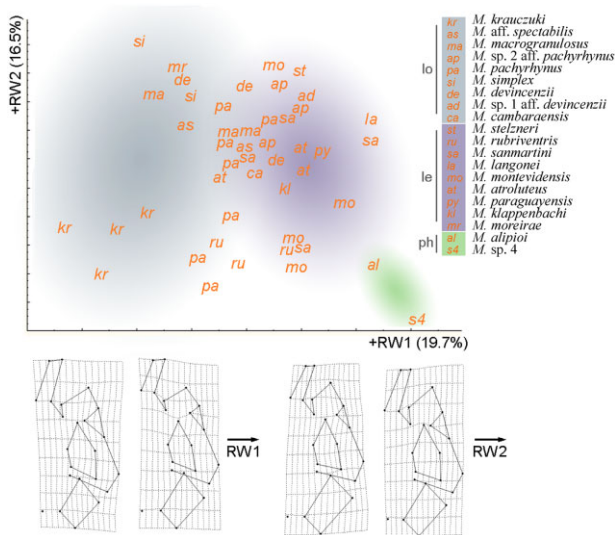 +RW2 (16.5%)
si
mr
de
ma
si
as
mo
st
de
ap
ad
pa
ap
pa
sa
la
ma
ma
sa
pa
as
ap
at
py
sa
de
pa
ca
at
at
ki
mo
pa
kr
kr
kr
kr
ru
mo
ru
sa
pa
ru
mo
pa
al
s4
+RW1 (19.7%)
lo
le
ph
kr M. krauczuki
as M. aff. spectabilis
ma M. macrogranulosus
ap M. sp. 2 aff. pachyrhynus
pa M. pachyrhynus
si M. simplex
de M. devincenzii
ad M. sp. 1 aff. devincenzii
ca M. cambaraensis
st M. stelzneri
ru M. rubriventris
sa M. sanmartini
la M. langonei
mo M. montevidensis
at M. atroluteus
py M. paraguayensis
kl M. klappenbachi
mr M. moreirae
al M. alipioi
s4 M. sp. 4
RW1
RW2